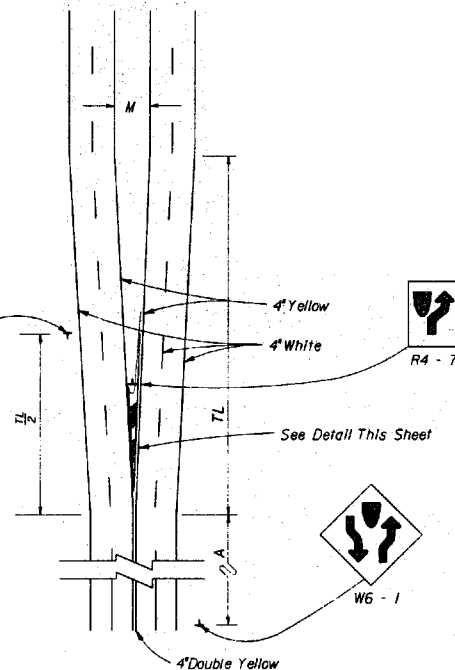 M
4" Yellow
4" White
R4 - 7
TL
2
TL
See Detail This Sheet
A
W6 - 1
4" Double Yellow